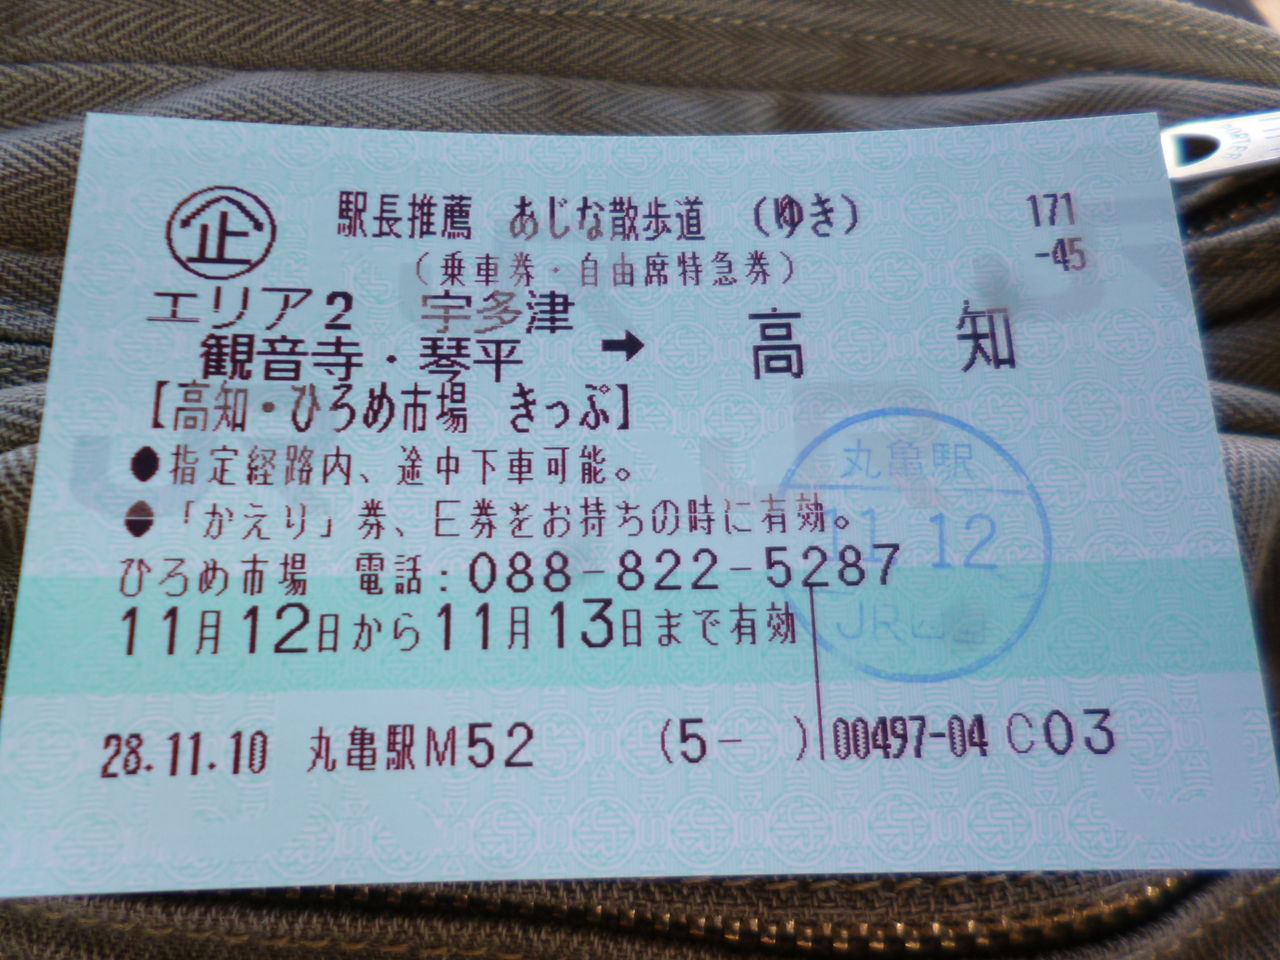 企 駅長推薦 あじな散歩道 (ゆき) 171
(乗車券・自由席特急券) -45
エリア2 宇多津
観音寺・琴平 ➡ 高 知
【高知・ひろめ市場 きっぷ】
●指定経路内、途中下車可能。
●「かえり」券、E券をお持ちの時に有効。
ひろめ市場 電話:088-822-5287
11月12日から11月13日まで有効
28.11.10 丸亀駅M52 (5- ) 00497-04 C03
丸亀駅
11.12
JR四国
PORTER